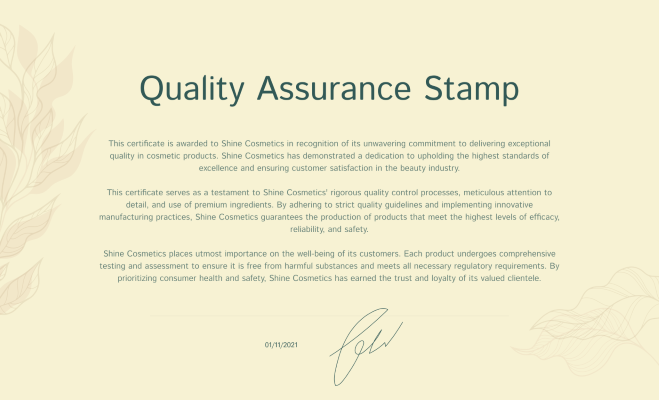 Quality Assurance Stamp
This certificate is awarded to Shine Cosmetics in recognition of its unwavering commitment to delivering exceptional
quality in cosmetic products. Shine Cosmetics has demonstrated a dedication to upholding the highest standards of
excellence and ensuring customer satisfaction in the beauty industry.
This certificate serves as a testament to Shine Cosmetics' rigorous quality control processes, meticulous attention to
detail, and use of premium ingredients. By adhering to strict quality guidelines and implementing innovative
manufacturing practices, Shine Cosmetics guarantees the production of products that meet the highest levels of efficacy,
reliability, and safety.
Shine Cosmetics places utmost importance on the well-being of its customers. Each product undergoes comprehensive
testing and assessment to ensure it is free from harmful substances and meets all necessary regulatory requirements. By
prioritizing consumer health and safety, Shine Cosmetics has earned the trust and loyalty of its valued clientele.
01/11/2021